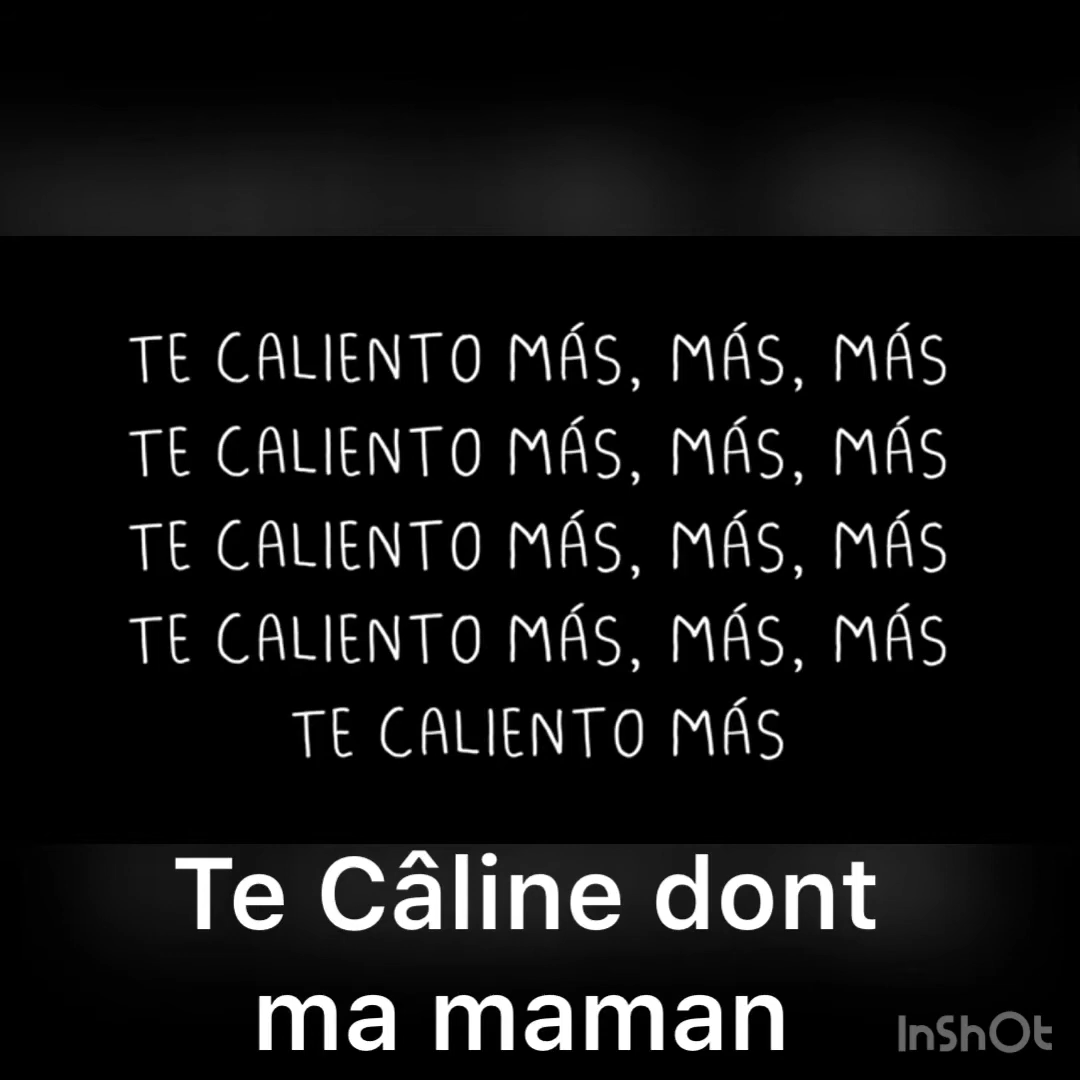 TE CALIENTO MÁS, MÁS, MÁS
TE CALIENTO MÁS, MÁS, MÁS
TE CALIENTO MÁS, MÁS, MÁS
TE CALIENTO MÁS, MÁS, MÁS
TE CALIENTO MÁS
Te Câline dont
ma maman
InShOt